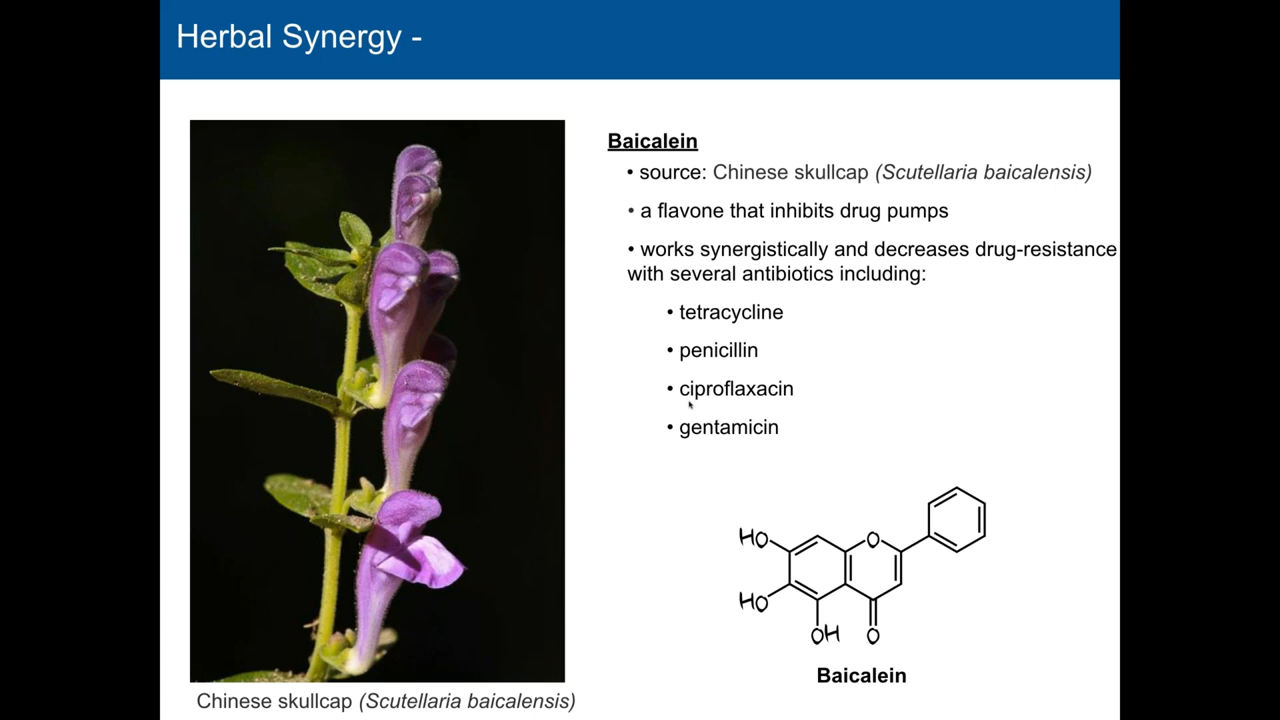 Herbal Synergy -
Baicalein
• source: Chinese skullcap (Scutellaria baicalensis)
• a flavone that inhibits drug pumps
• works synergistically and decreases drug-resistance
with several antibiotics including:
• tetracycline
• penicillin
• ciproflaxacin
• gentamicin
HO
O
HO
OH
O
Baicalein
Chinese skullcap (Scutellaria baicalensis)